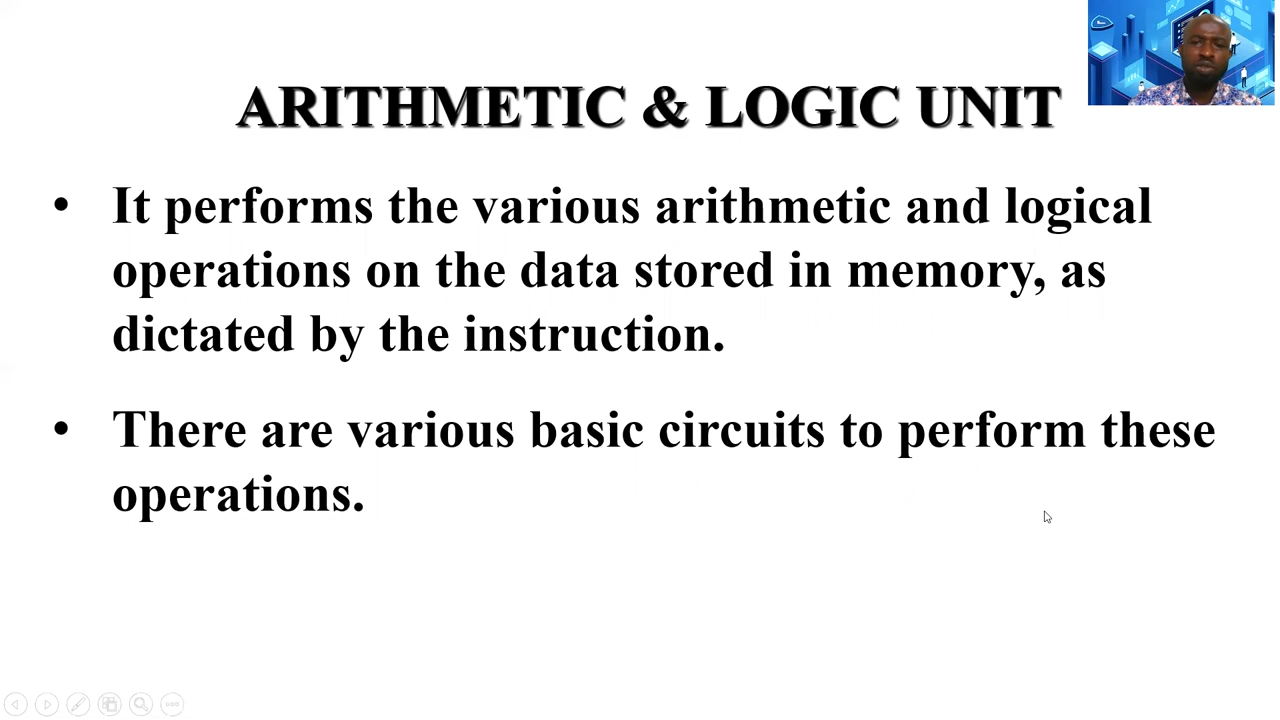 ARITHMETIC & LOGIC UNIT
• It performs the various arithmetic and logical
operations on the data stored in memory, as
dictated by the instruction.
• There are various basic circuits to perform these
operations.